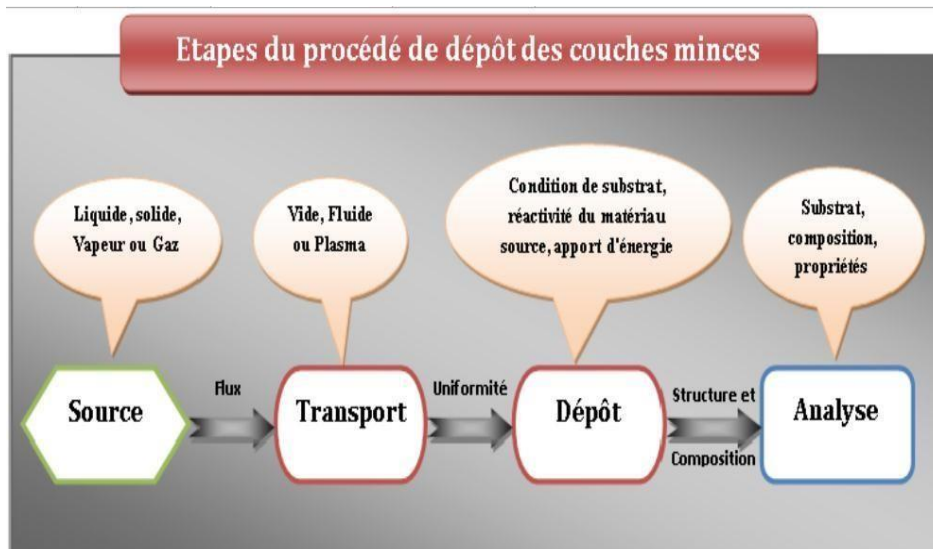 Etapes du procédé de dépôt des couches minces
Liquide, solide,
Vapeur ou Gaz
Vide, Fluide
ou Plasma
Condition de substrat,
réactivité du matériau
source, apport d'énergie
Substrat,
composition,
propriétés
Source
Flux
Transport
Uniformité
Dépôt
Structure et
Composition
Analyse